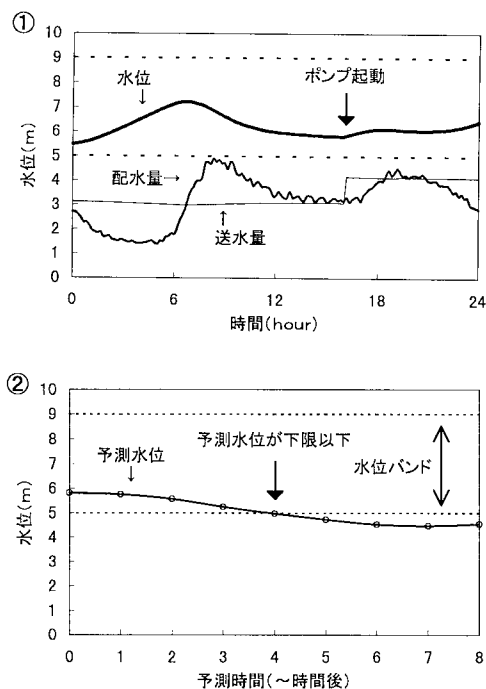 ①
10
9
8
7
6
5
4
3
2
1
0
水位(m)
水位
↓
ポンプ起動
配水量→
↑
送水量
0 6 12 18 24
時間(hour)
②
10
9
8
7
6
5
4
3
2
1
0
水位(m)
予測水位
↓
予測水位が下限以下
水位バンド
0 1 2 3 4 5 6 7 8
予測時間(~時間後)